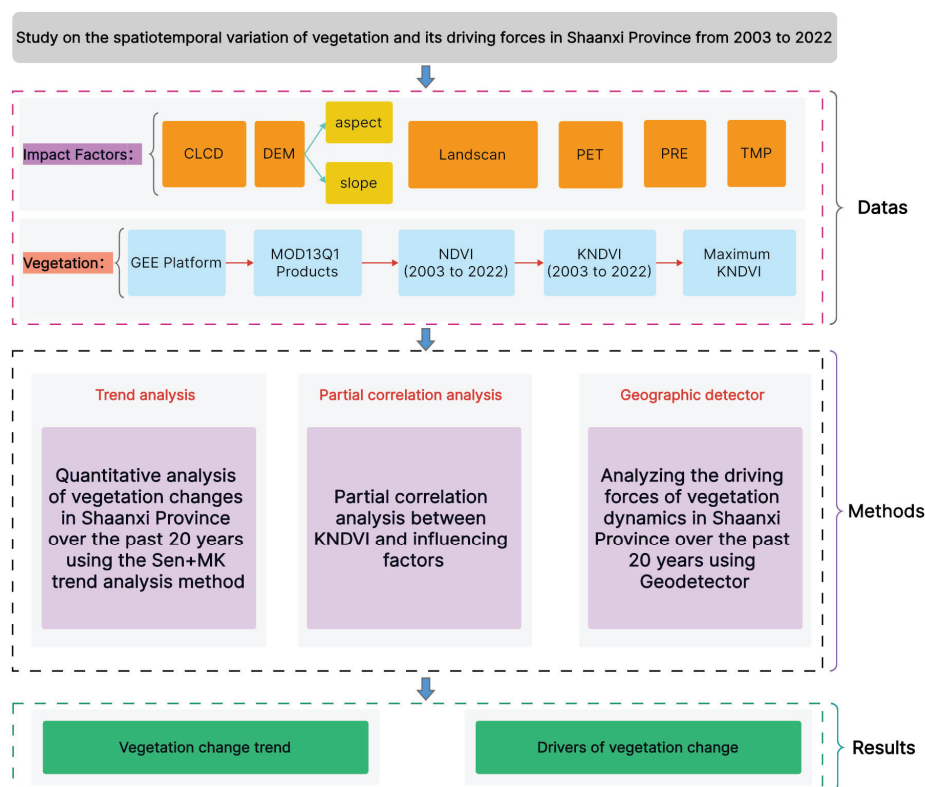 Study on the spatiotemporal variation of vegetation and its driving forces in Shaanxi Province from 2003 to 2022
Impact Factors:
CLCD
DEM
aspect
slope
Landscan
PET
PRE
TMP
Datas
Vegetation:
GEE Platform
MOD13Q1
Products
NDVI
(2003 to 2022)
KNDVI
(2003 to 2022)
Maximum
KNDVI
Trend analysis
Quantitative analysis
of vegetation changes
in Shaanxi Province
over the past 20 years
using the Sen+MK
trend analysis method
Partial correlation analysis
Partial correlation
analysis between
KNDVI and influencing
factors
Geographic detector
Analyzing the driving
forces of vegetation
dynamics in Shaanxi
Province over the past
20 years using
Geodetector
Methods
Vegetation change trend
Drivers of vegetation change
Results